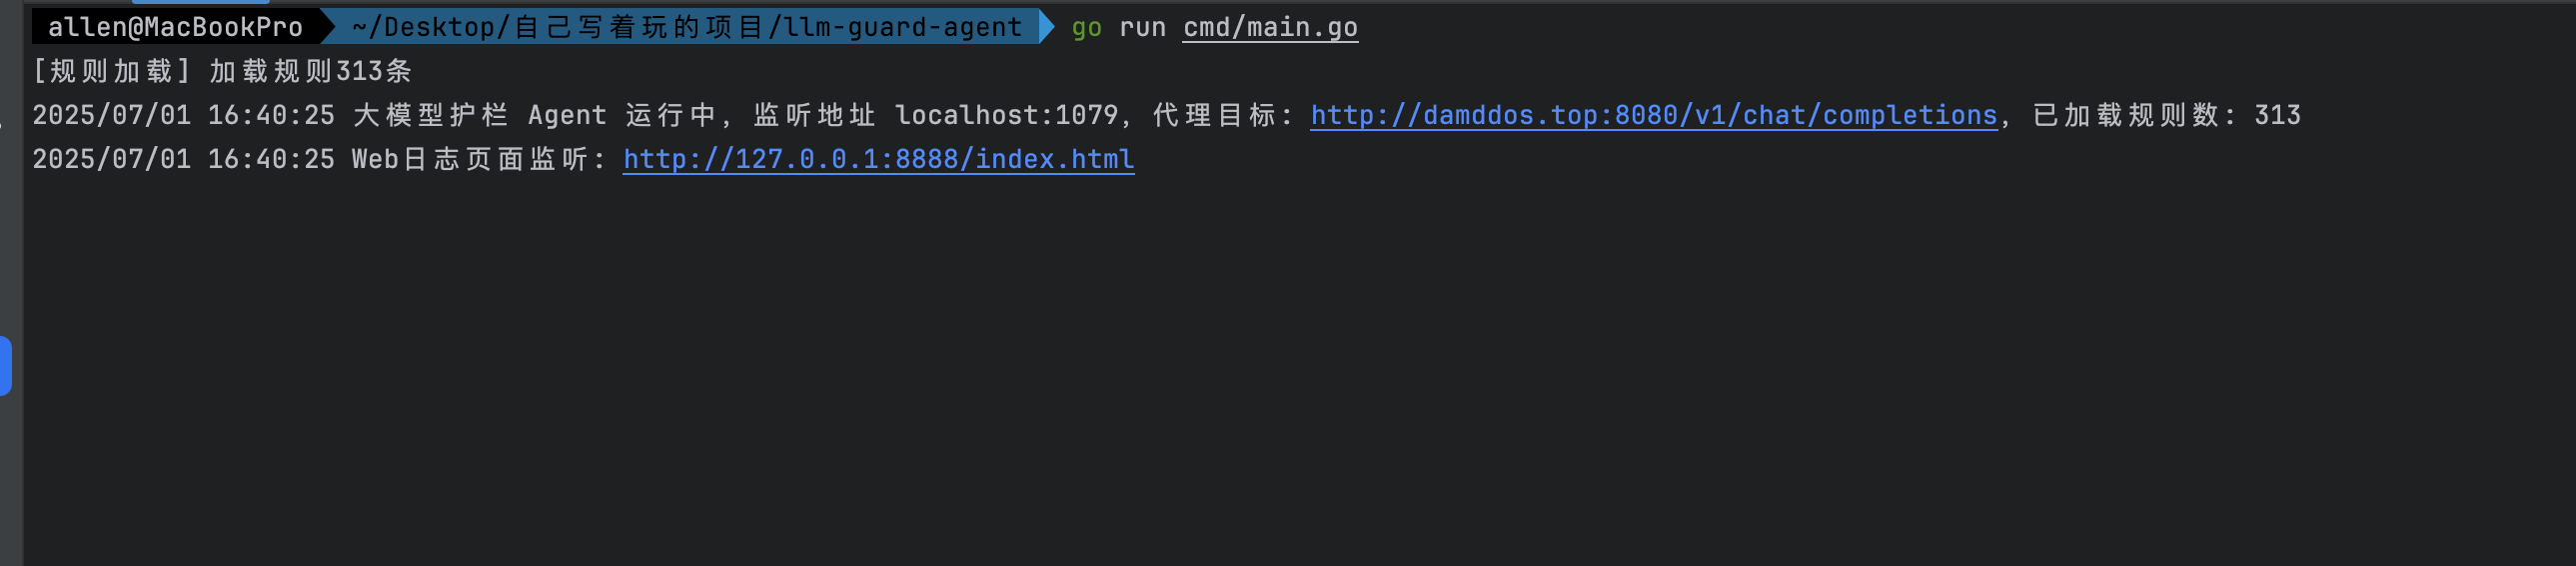 allen@MacBookPro ~/Desktop/自己写着玩的项目/llm-guard-agent go run cmd/main.go
[规则加载] 加载规则313条
2025/07/01 16:40:25 大模型护栏 Agent 运行中, 监听地址 localhost:1079, 代理目标: http://damddos.top:8080/v1/chat/completions, 已加载规则数: 313
2025/07/01 16:40:25 Web日志页面监听: http://127.0.0.1:8888/index.html